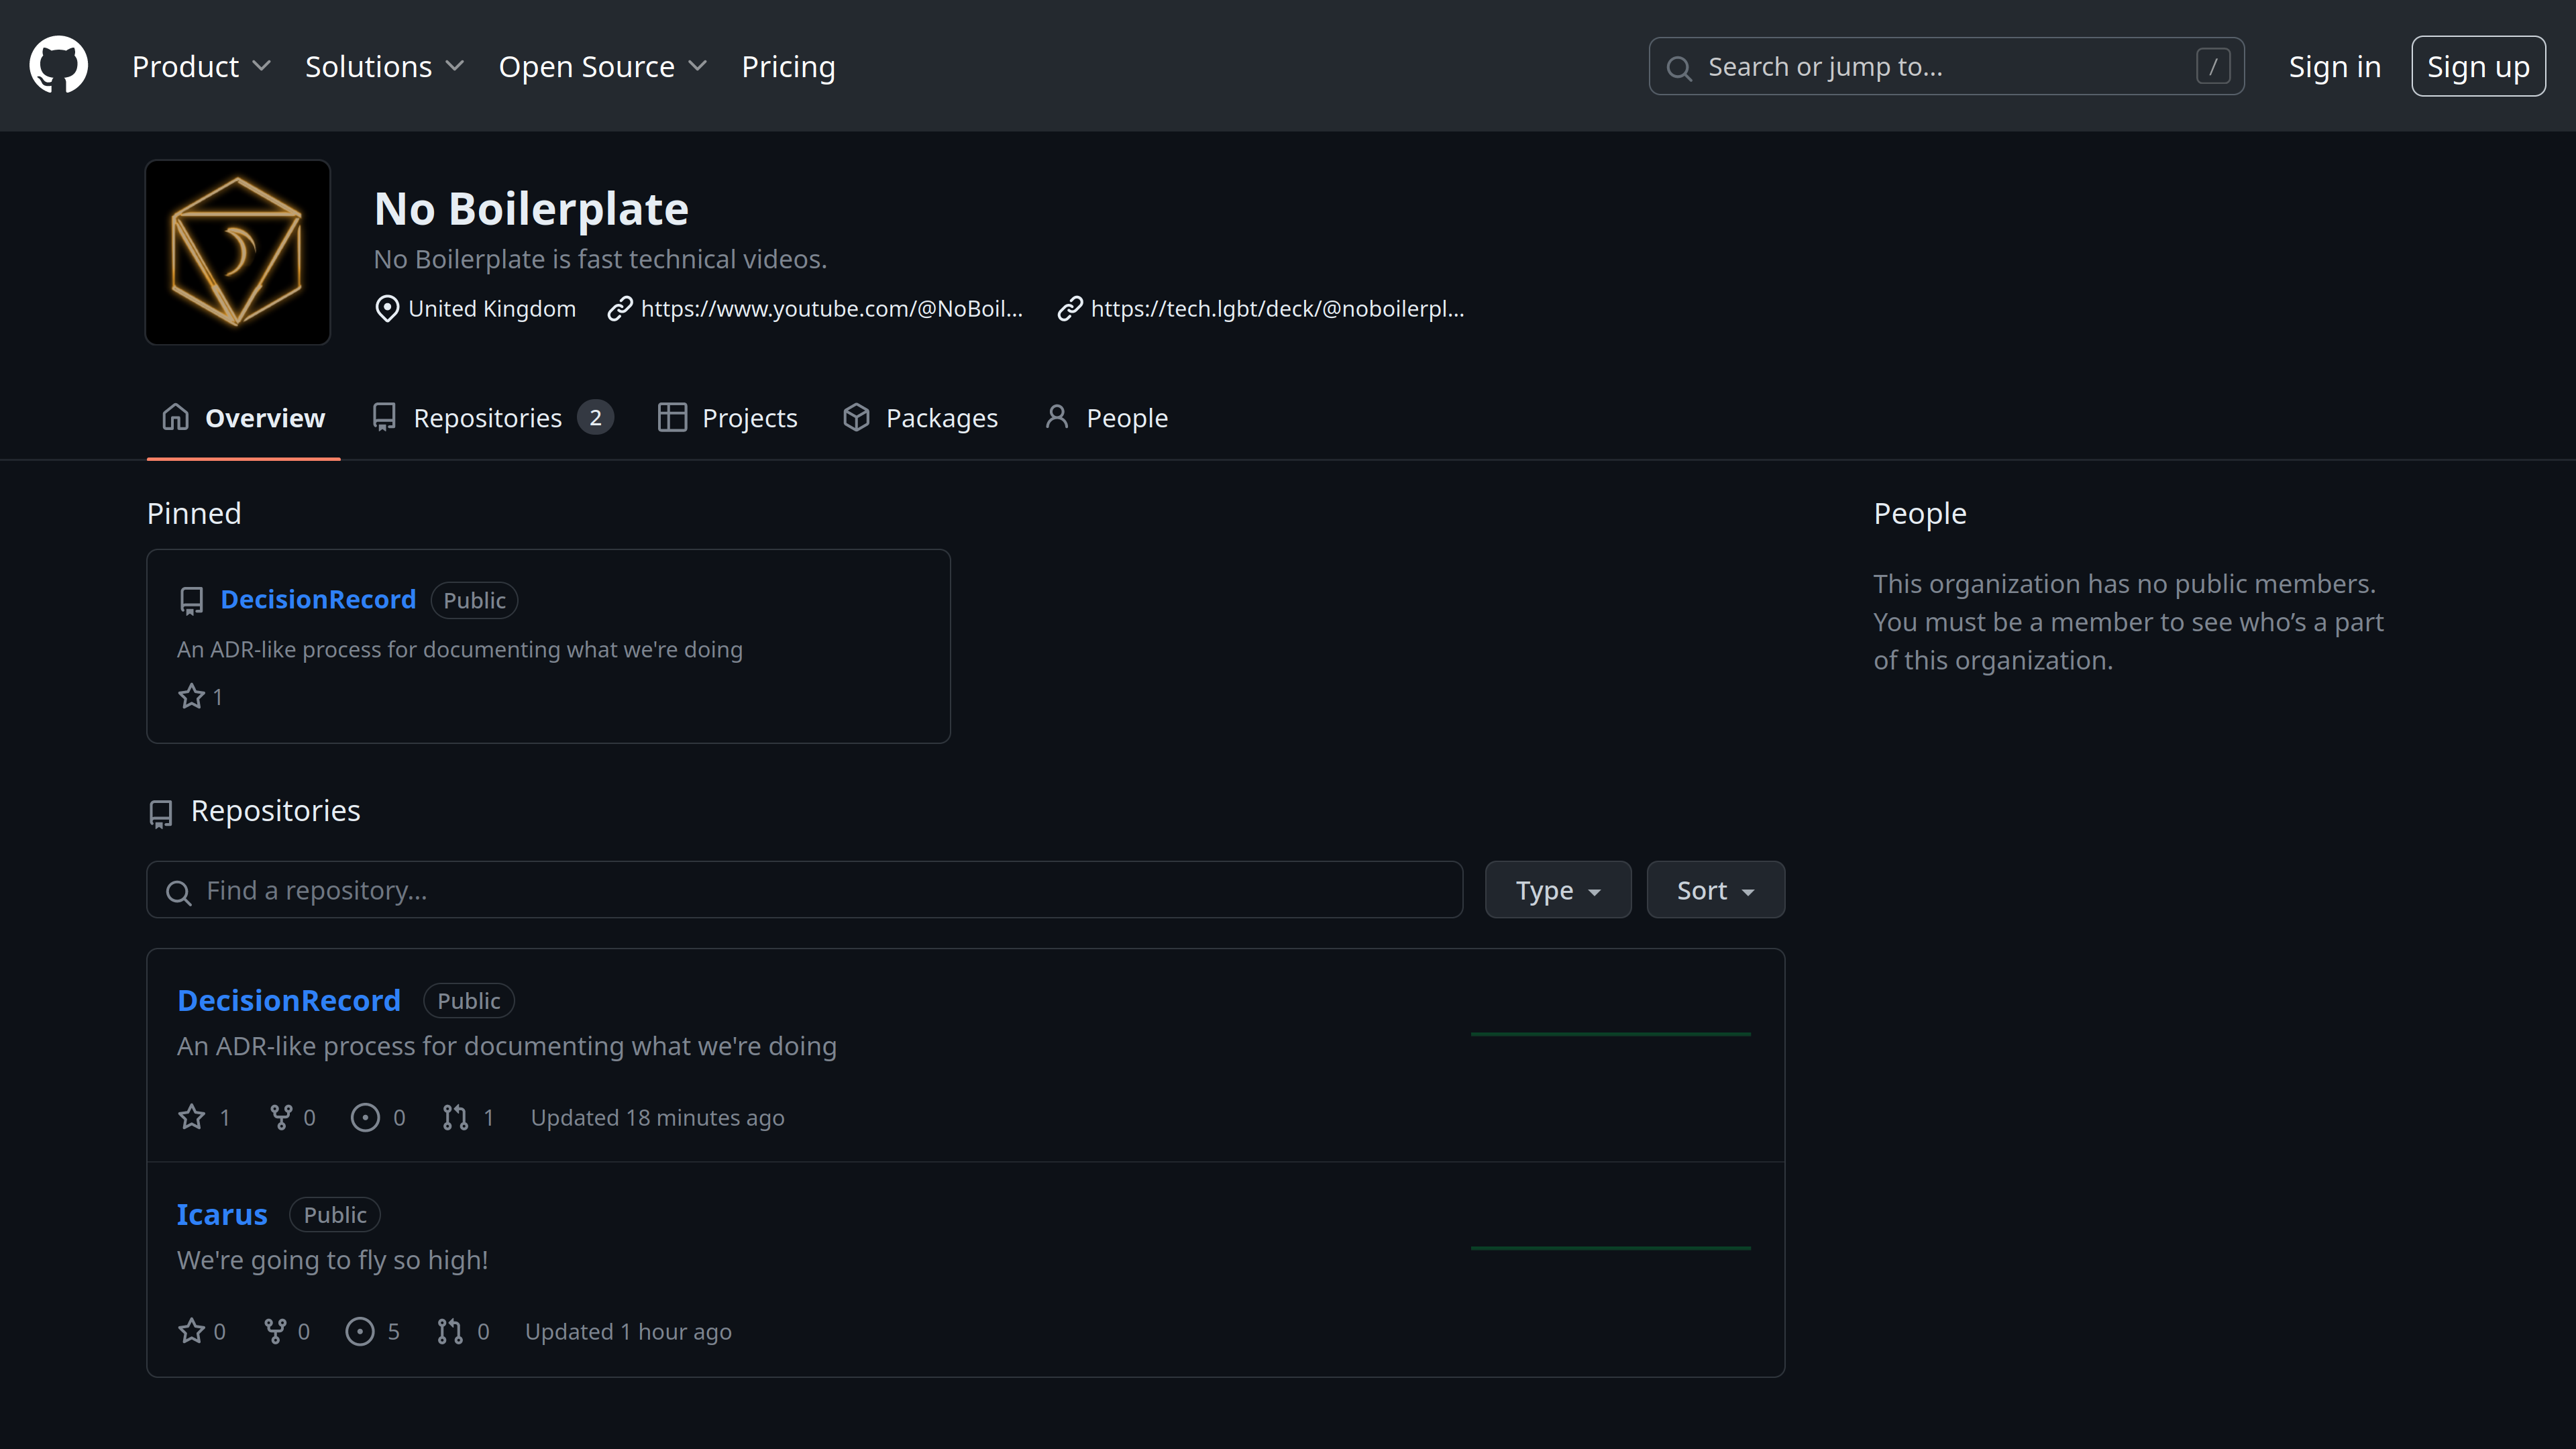 Product Solutions Open Source Pricing Search or jump to... / Sign in Sign up
No Boilerplate
No Boilerplate is fast technical videos.
United Kingdom https://www.youtube.com/@NoBoil... https://tech.lgbt/deck/@noboilerpl...
Overview Repositories 2 Projects Packages People
Pinned
DecisionRecord Public
An ADR-like process for documenting what we're doing
1
People
This organization has no public members.
You must be a member to see who’s a part
of this organization.
Repositories
Find a repository... Type Sort
DecisionRecord Public
An ADR-like process for documenting what we're doing
1 0 0 1 Updated 18 minutes ago
Icarus Public
We're going to fly so high!
0 0 5 0 Updated 1 hour ago